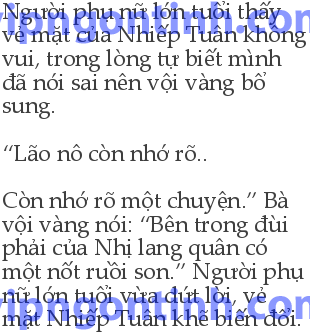 Người phụ nữ lớn tuổi thấy
vẻ mặt của Nhiếp Tuân không
vui, trong lòng tự biết mình
đã nói sai nên vội vàng bổ
sung.
“Lão nô còn nhớ rõ..
Còn nhớ rõ một chuyện.” Bà
vội vàng nói: “Bên trong đùi
phải của Nhị lang quân có
một nốt ruồi son.” Người phụ
nữ lớn tuổi vừa dứt lời, vẻ
mặt Nhiếp Tuân khẽ biến đổi.